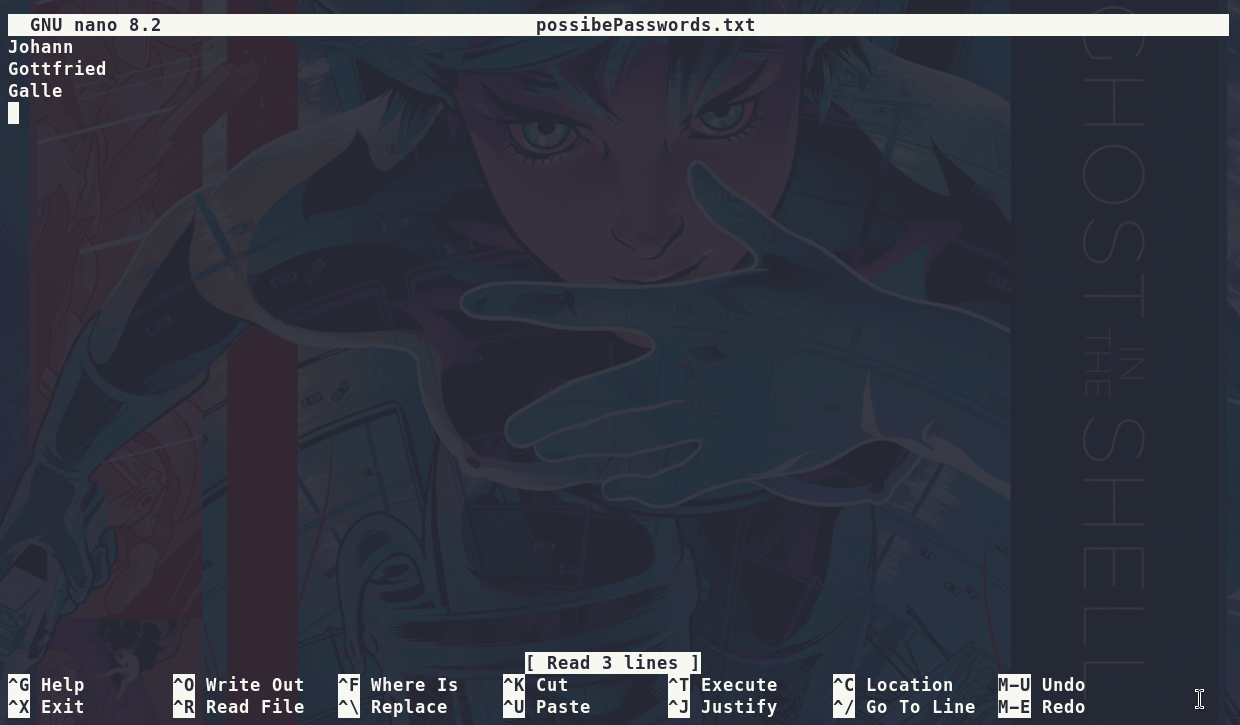 GNU nano 8.2 possibePasswords.txt
Johann
Gottfried
Galle
[ Read 3 lines ]
^G Help ^O Write Out ^F Where Is ^K Cut ^T Execute ^C Location M-U Undo
^X Exit ^R Read File ^\ Replace ^U Paste ^J Justify ^/ Go To Line M-E Redo
GHOST
IN
THE
SHELL